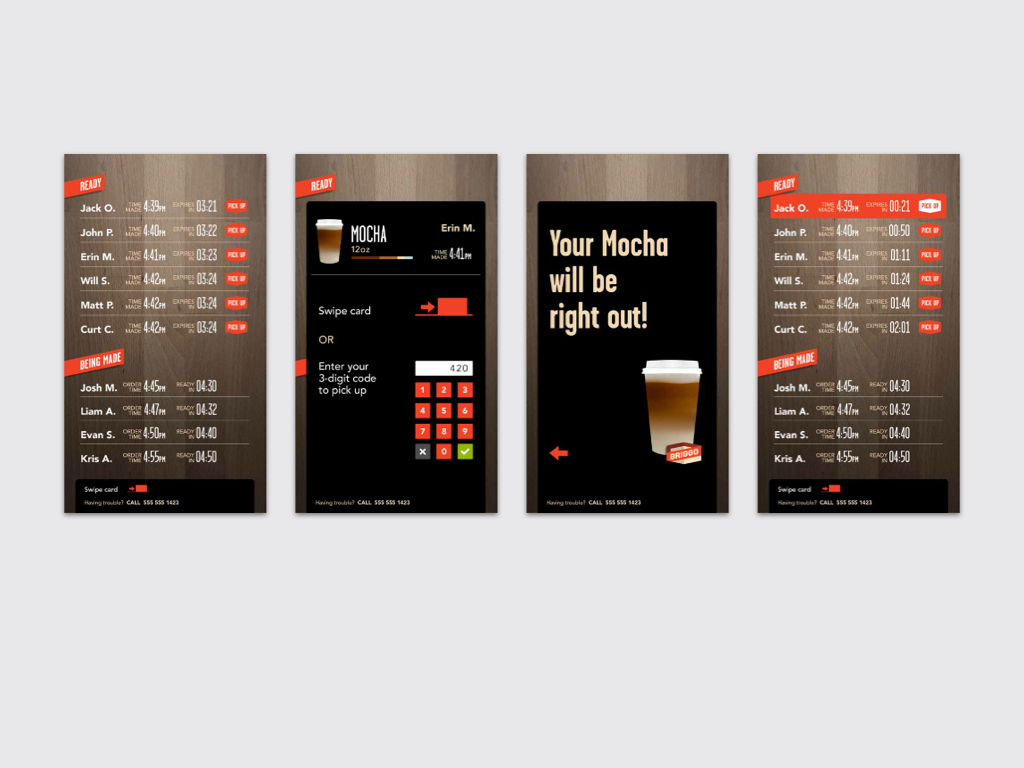 READY
Jack O. TIME MADE 4:39PM EXPIRES IN 03:21 PICK UP
John P. TIME MADE 4:40PM EXPIRES IN 03:22 PICK UP
Erin M. TIME MADE 4:41PM EXPIRES IN 03:23 PICK UP
Will S. TIME MADE 4:42PM EXPIRES IN 03:24 PICK UP
Matt P. TIME MADE 4:42PM EXPIRES IN 03:24 PICK UP
Curt C. TIME MADE 4:42PM EXPIRES IN 03:24 PICK UP
BEING MADE
Josh M. ORDER TIME 4:45PM READY IN 04:30
Liam A. ORDER TIME 4:47PM READY IN 04:32
Evan S. ORDER TIME 4:50PM READY IN 04:40
Kris A. ORDER TIME 4:55PM READY IN 04:50
Swipe card
Having trouble? CALL 555 555 1423
READY
MOCHA
Erin M.
12oz
TIME MADE 4:41PM
Swipe card
OR
Enter your
3-digit code
to pick up
420
1 2 3
4 5 6
7 8 9
0
Having trouble? CALL 555 555 1423
Your Mocha
will be
right out!
BRIGGO
Having trouble? CALL 555 555 1423
READY
Jack O. TIME MADE 4:39PM EXPIRES IN 00:21 PICK UP
John P. TIME MADE 4:40PM EXPIRES IN 00:50 PICK UP
Erin M. TIME MADE 4:41PM EXPIRES IN 01:11 PICK UP
Will S. TIME MADE 4:42PM EXPIRES IN 01:24 PICK UP
Matt P. TIME MADE 4:42PM EXPIRES IN 01:44 PICK UP
Curt C. TIME MADE 4:42PM EXPIRES IN 02:01 PICK UP
BEING MADE
Josh M. ORDER TIME 4:45PM READY IN 04:30
Liam A. ORDER TIME 4:47PM READY IN 04:32
Evan S. ORDER TIME 4:50PM READY IN 04:40
Kris A. ORDER TIME 4:55PM READY IN 04:50
Swipe card
Having trouble? CALL 555 555 1423